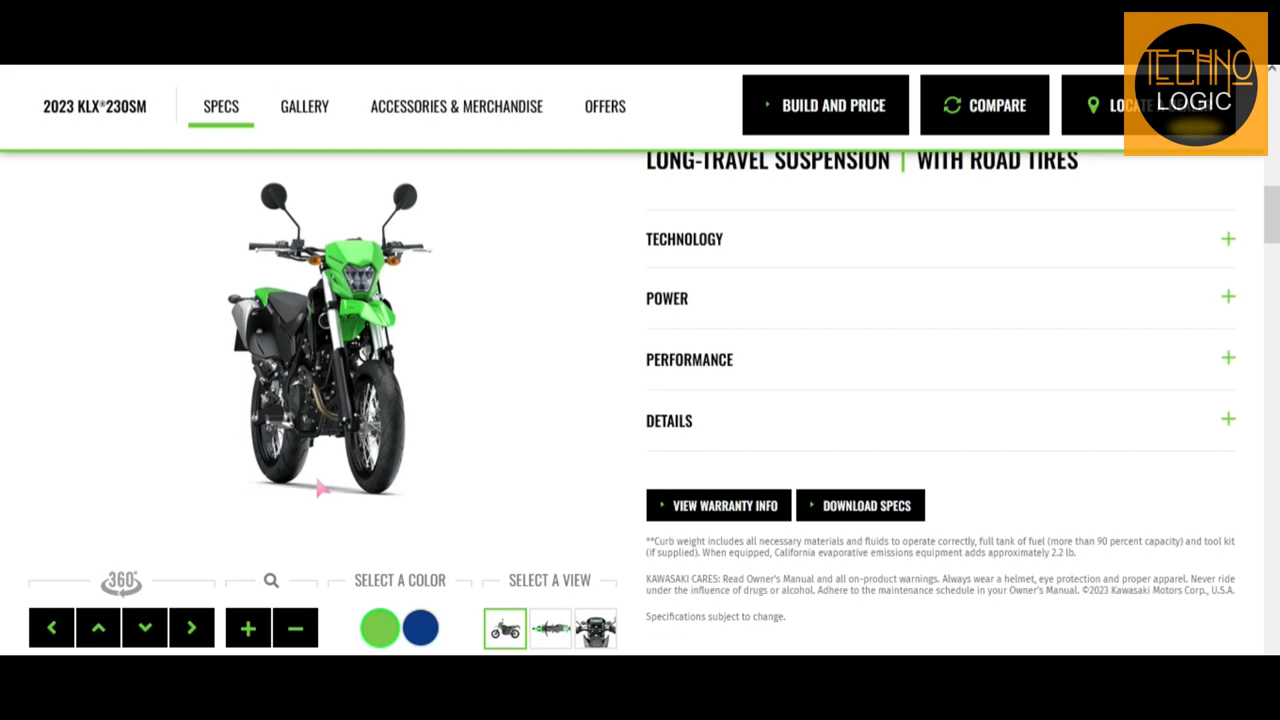 TECHNO
LOGIC
2023 KLX®230SM
SPECS
GALLERY
ACCESSORIES & MERCHANDISE
OFFERS
BUILD AND PRICE
COMPARE
LONG-TRAVEL SUSPENSION | WITH ROAD TIRES
TECHNOLOGY
POWER
PERFORMANCE
DETAILS
VIEW WARRANTY INFO
DOWNLOAD SPECS
**Curb weight includes all necessary materials and fluids to operate correctly, full tank of fuel (more than 90 percent capacity) and tool kit
(if supplied). When equipped, California evaporative emissions equipment adds approximately 2.2 lb.
KAWASAKI CARES: Read Owner's Manual and all on-product warnings. Always wear a helmet, eye protection and proper apparel. Never ride
under the influence of drugs or alcohol. Adhere to the maintenance schedule in your Owner's Manual. ©2023 Kawasaki Motors Corp., U.S.A.
Specifications subject to change.
360°
SELECT A COLOR
SELECT A VIEW